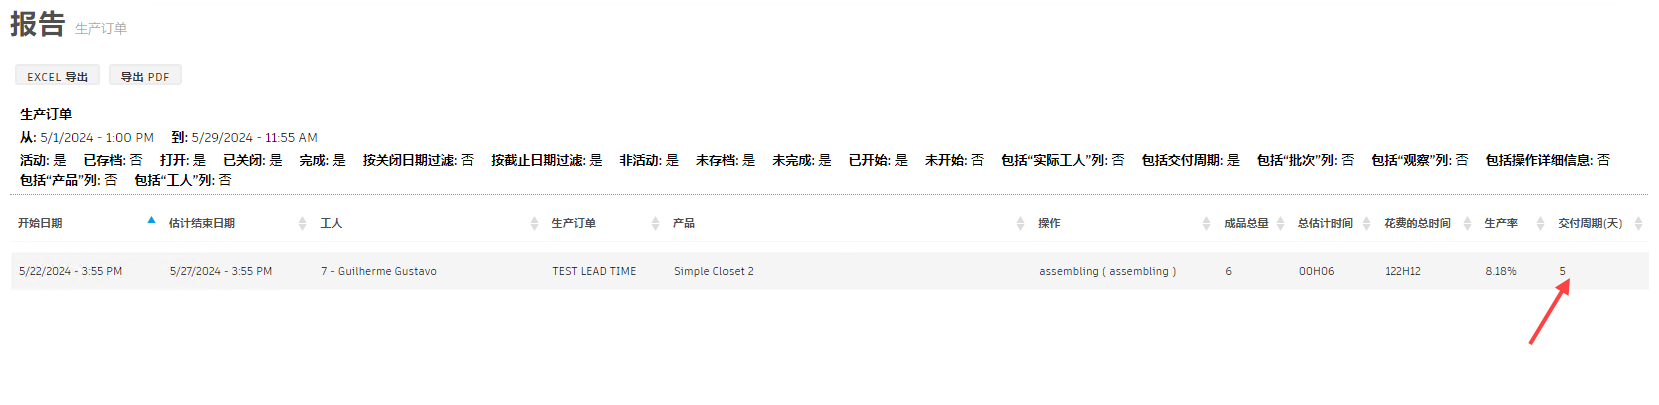 报告 生产订单
EXCEL 导出 导出 PDF
生产订单
从: 5/1/2024 - 1:00 PM 到: 5/29/2024 - 11:55 AM
活动: 是 已存档: 否 打开: 是 已关闭: 是 完成: 是 按关闭日期过滤: 否 按截止日期过滤: 是 非活动: 是 未存档: 是 未完成: 是 已开始: 是 未开始: 否 包括“实际工人”列: 否 包括交付周期: 是 包括“批次”列: 否 包括“观察”列: 否 包括操作详细信息: 否
包括“产品”列: 否 包括“工人”列: 否
开始日期 估计结束日期 工人 生产订单 产品 操作 成品总量 总估计时间 花费的总时间 生产率 交付周期(天)
5/22/2024 - 3:55 PM 5/27/2024 - 3:55 PM 7 - Guilherme Gustavo TEST LEAD TIME Simple Closet 2 assembling ( assembling ) 6 00H06 122H12 8.18% 5